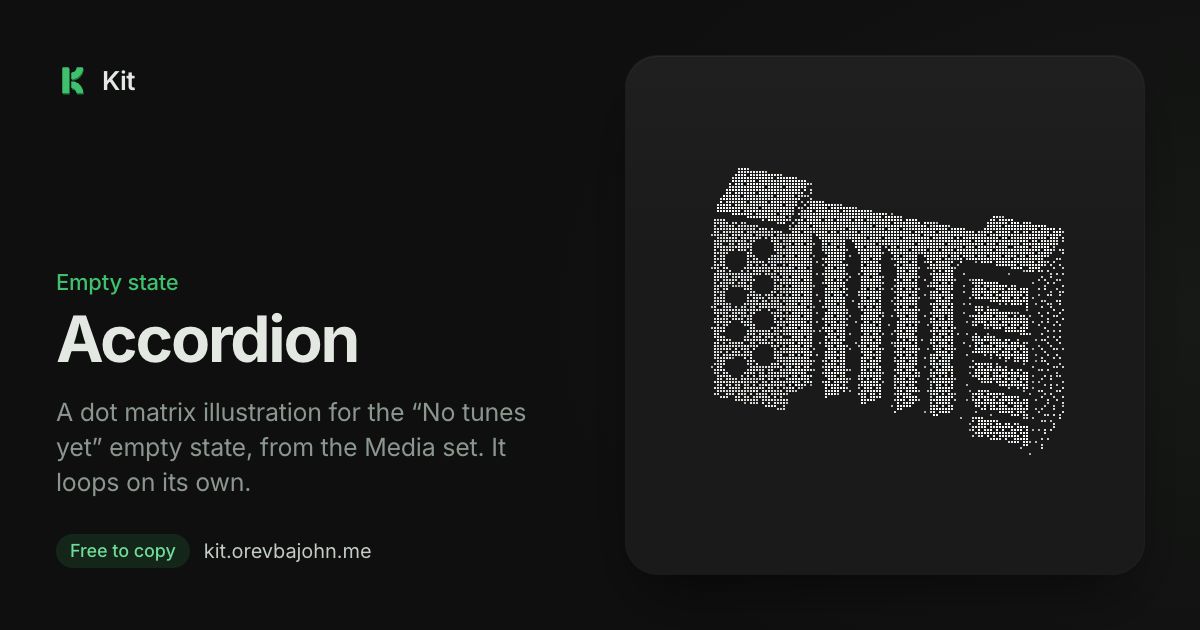 Kit
Empty state
Accordion
A dot matrix illustration for the “No tunes
yet” empty state, from the Media set. It
loops on its own.
Free to copy kit.orevbajohn.me